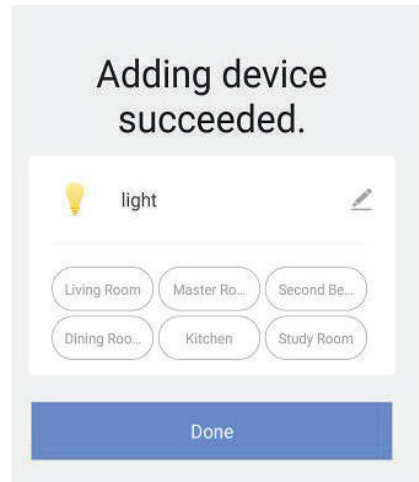 Adding device
succeeded.
light
Living Room
Master Ro...
Second Be...
Dining Roo...
Kitchen
Study Room
Done